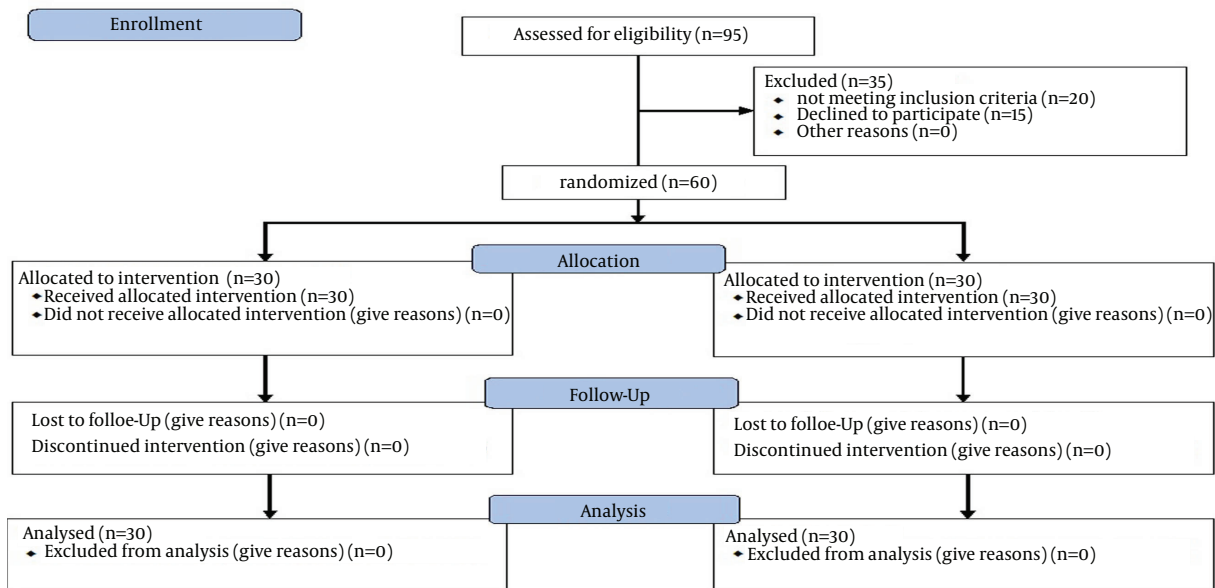 Enrollment
Assessed for eligibility (n=95)
Excluded (n=35)
not meeting inclusion criteria (n=20)
Declined to participate (n=15)
Other reasons (n=0)
randomized (n=60)
Allocation
Allocated to intervention (n=30)
Received allocated intervention (n=30)
Did not receive allocated intervention (give reasons) (n=0)
Allocated to intervention (n=30)
Received allocated intervention (n=30)
Did not receive allocated intervention (give reasons) (n=0)
Follow-Up
Lost to folloe-Up (give reasons) (n=0)
Discontinued intervention (give reasons) (n=0)
Lost to folloe-Up (give reasons) (n=0)
Discontinued intervention (give reasons) (n=0)
Analysis
Analysed (n=30)
Excluded from analysis (give reasons) (n=0)
Analysed (n=30)
Excluded from analysis (give reasons) (n=0)